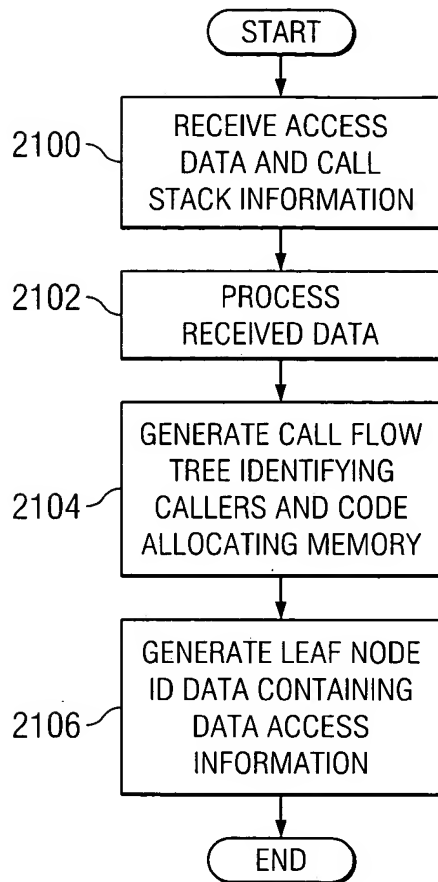 START
2100
RECEIVE ACCESS
DATA AND CALL
STACK INFORMATION
2102
PROCESS
RECEIVED DATA
2104
GENERATE CALL FLOW
TREE IDENTIFYING
CALLERS AND CODE
ALLOCATING MEMORY
2106
GENERATE LEAF NODE
ID DATA CONTAINING
DATA ACCESS
INFORMATION
END